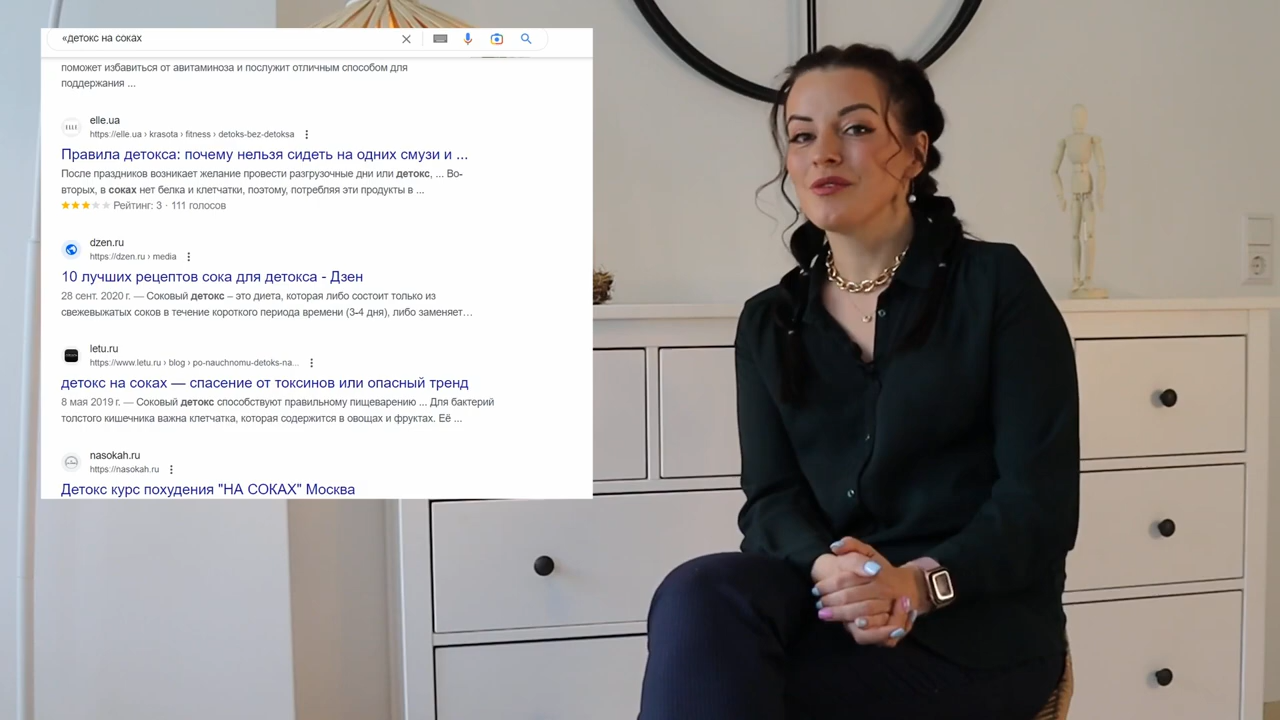 «детокс на соках
поможет избавиться от авитаминоза и послужит отличным способом для
поддержания ...
elle.ua
https://elle.ua › krasota › fitness › detoks-bez-detoksa
Правила детокса: почему нельзя сидеть на одних смузи и ...
После праздников возникает желание провести разгрузочные дни или детокс, ... Во-
вторых, в соках нет белка и клетчатки, поэтому, потребляя эти продукты в ...
Рейтинг: 3 · 111 голосов
dzen.ru
https://dzen.ru › media
10 лучших рецептов сока для детокса - Дзен
28 сент. 2020 г. — Соковый детокс – это диета, которая либо состоит только из
свежевыжатых соков в течение короткого периода времени (3-4 дня), либо заменяет...
letu.ru
https://www.letu.ru › blog › po-nauchnomu-detoks-na...
детокс на соках — спасение от токсинов или опасный тренд
8 мая 2019 г. — Соковый детокс способствуют правильному пищеварению ... Для бактерий
толстого кишечника важна клетчатка, которая содержится в овощах и фруктах. Её ...
nasokah.ru
https://nasokah.ru
Детокс курс похудения "НА СОКАХ" Москва